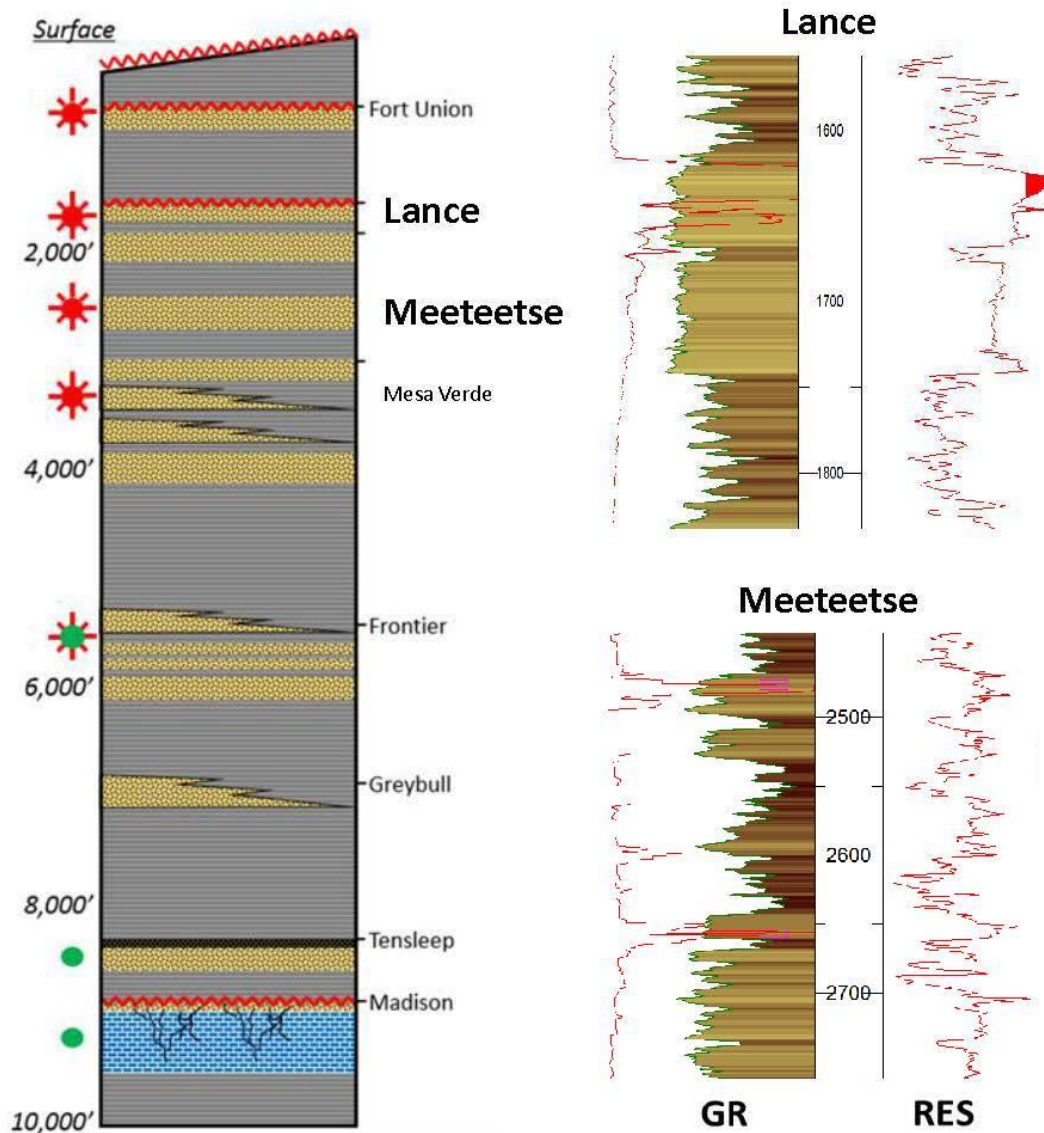 Surface
Fort Union
Lance
2,000’
Meeteetse
Mesa Verde
4,000’
Frontier
6,000’
Greybull
8,000’
Tensleep
Madison
10,000’
Lance
1600
1700
1800
Meeteetse
2500
2600
2700
GR RES